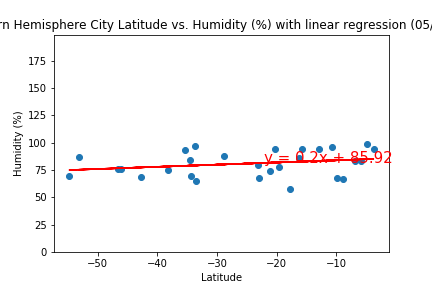 rn Hemisphere City Latitude vs. Humidity (%) with linear regression (05/
175
150
125
100
75
50
25
0
Humidity (%)
y = 0.2x + 85.92
−50 −40 −30 −20 −10
Latitude